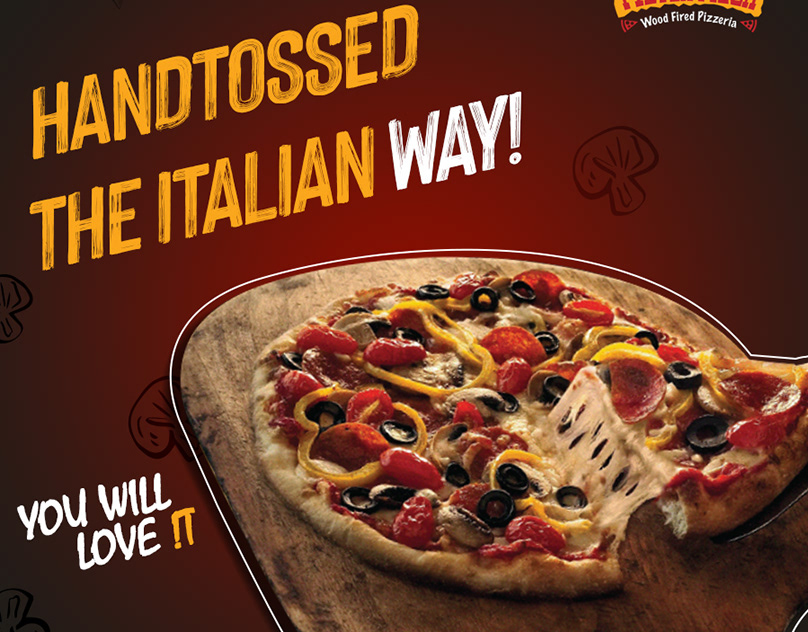 Wood Fired Pizzeria
HANDTOSSED
THE ITALIAN WAY!
YOU WILL
LOVE IT